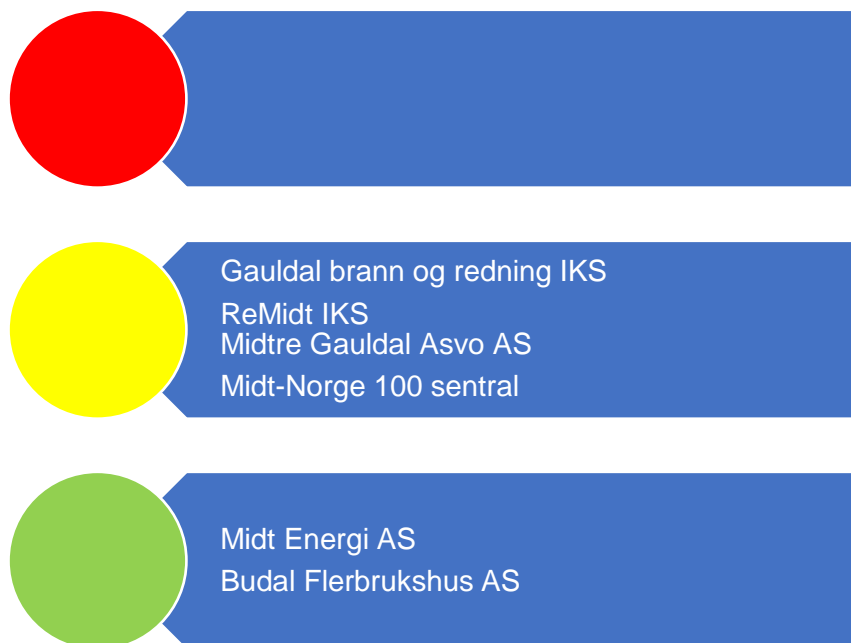 Gauldal brann og redning IKS
ReMidt IKS
Midtre Gauldal Asvo AS
Midt-Norge 100 sentral
Midt Energi AS
Budal Flerbrukshus AS